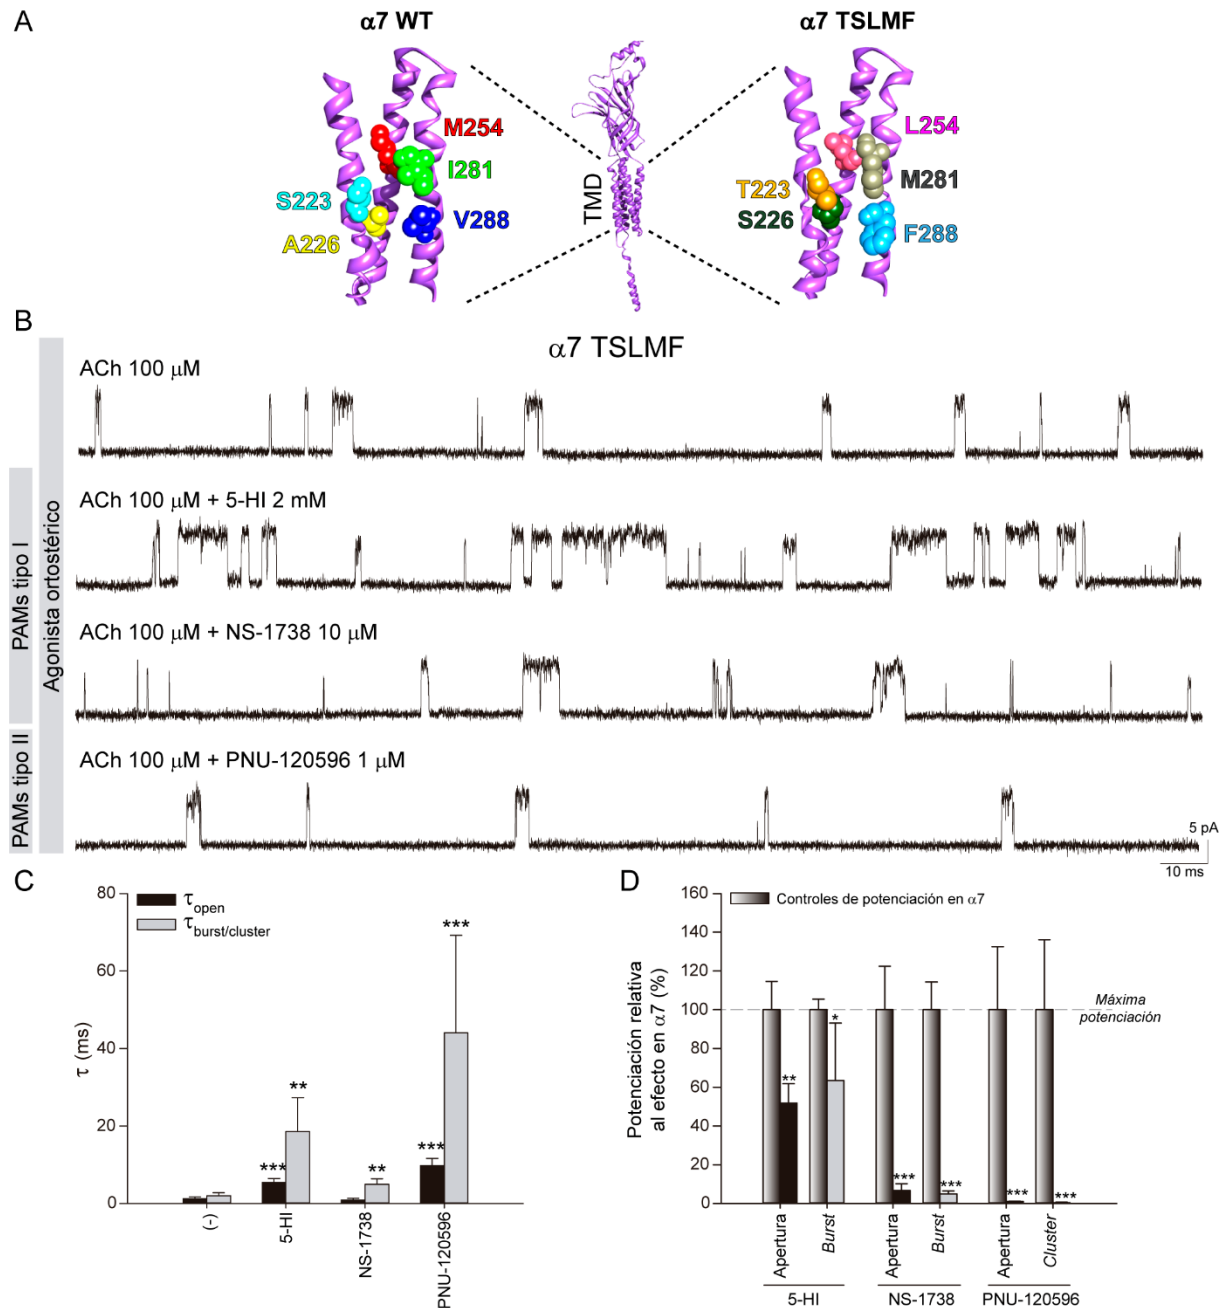 A
α7 WT
α7 TSLMF
M254
I281
S223
V288
A226
TMD
L254
M281
T223
S226
F288
B
α7 TSLMF
Agonista ortostérico
PAMs tipo I
PAMs tipo II
ACh 100 μM
ACh 100 μM + 5-HI 2 mM
ACh 100 μM + NS-1738 10 μM
ACh 100 μM + PNU-120596 1 μM
5 pA
10 ms
C
τopen
τburst/cluster
τ (ms)
80
60
40
20
0
***
**
**
***
***
(-)
5-HI
NS-1738
PNU-120596
D
Controles de potenciación en α7
Potenciación relativa
al efecto en α7 (%)
160
140
120
100
80
60
40
20
0
Máxima
potenciación
**
*
***
***
***
***
Apertura
Burst
Apertura
Burst
Apertura
Cluster
5-HI
NS-1738
PNU-120596